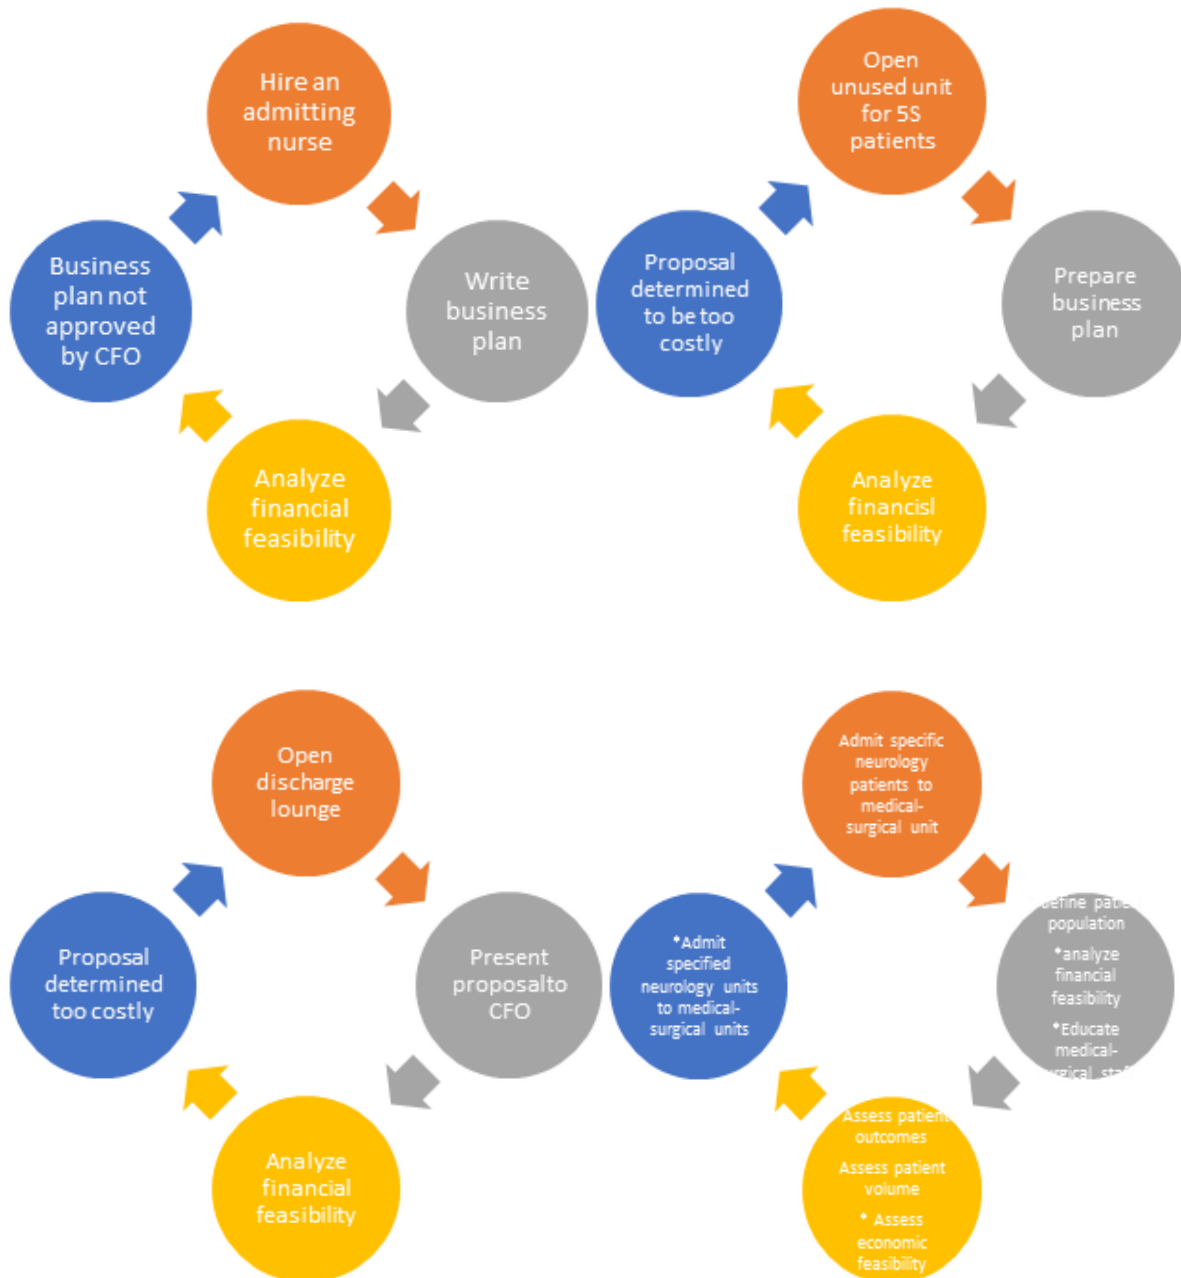 Hire an
admitting
nurse
Write
business
plan
Analyze
financial
feasibility
Business
plan not
approved
by CFO
Open
unused unit
for 5S
patients
Prepare
business
plan
Analyze
financisl
feasibility
Proposal
determined
to be too
costly
Open
discharge
lounge
Present
proposalto
CFO
Analyze
financial
feasibility
Proposal
determined
too costly
Admit specific
neurology
patients to
medical-
surgical unit
population
*analyze
financial
feasibility
*Educate
medical-
Assess patient
outcomes
Assess patient
volume
* Assess
economic
feasibility
*Admit
specified
neurology units
to medical-
surgical units